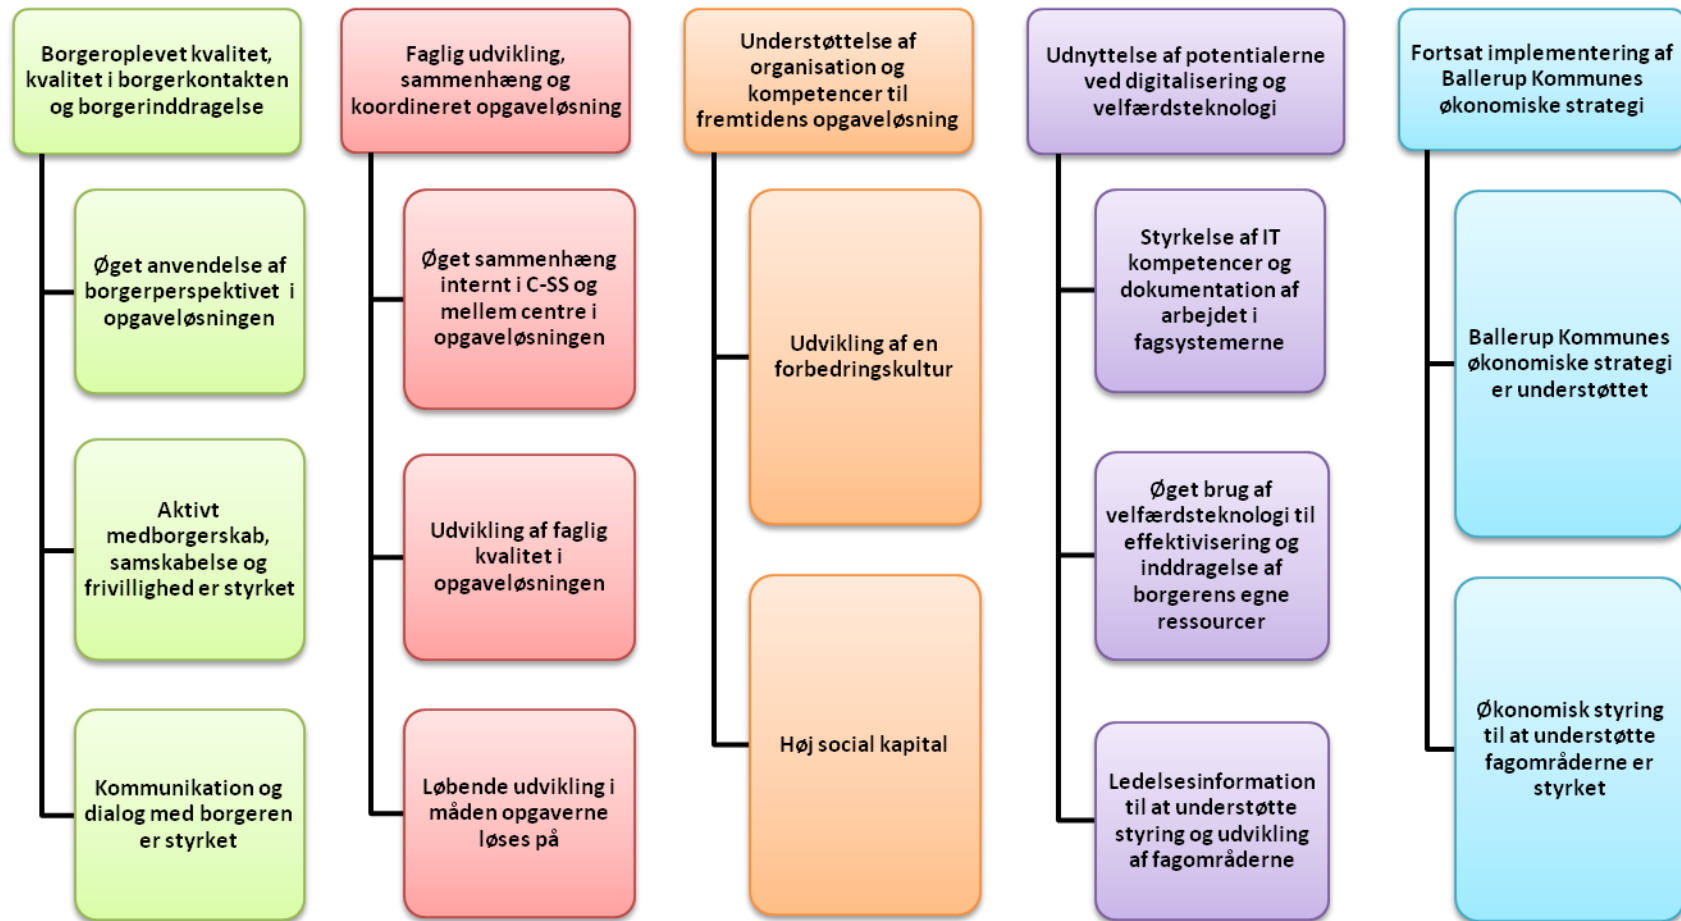 Borgeroplevet kvalitet,
kvalitet i borgerkontakten
og borgerinddragelse
Øget anvendelse af
borgerperspektivet i
opgaveløsningen
Aktivt
medborgerskab,
samskabelse og
frivillighed er styrket
Kommunikation og
dialog med borgeren
er styrket
Faglig udvikling,
sammenhæng og
koordineret opgaveløsning
Øget sammenhæng
internt i C-SS og
mellem centre i
opgaveløsningen
Udvikling af faglig
kvalitet i
opgaveløsningen
Løbende udvikling i
måden opgaverne
løses på
Understøttelse af
organisation og
kompetencer til
fremtidens opgaveløsning
Udvikling af en
forbedringskultur
Høj social kapital
Udnyttelse af potentialerne
ved digitalisering og
velfærdsteknologi
Styrkelse af IT
kompetencer og
dokumentation af
arbejdet i
fagsystemerne
Øget brug af
velfærdsteknologi til
effektivisering og
inddragelse af
borgerens egne
ressourcer
Ledelsesinformation
til at understøtte
styring og udvikling
af fagområderne
Fortsat implementering af
Ballerup Kommunes
økonomiske strategi
Ballerup Kommunes
økonomiske strategi
er understøttet
Økonomisk styring
til at understøtte
fagområderne er
styrket